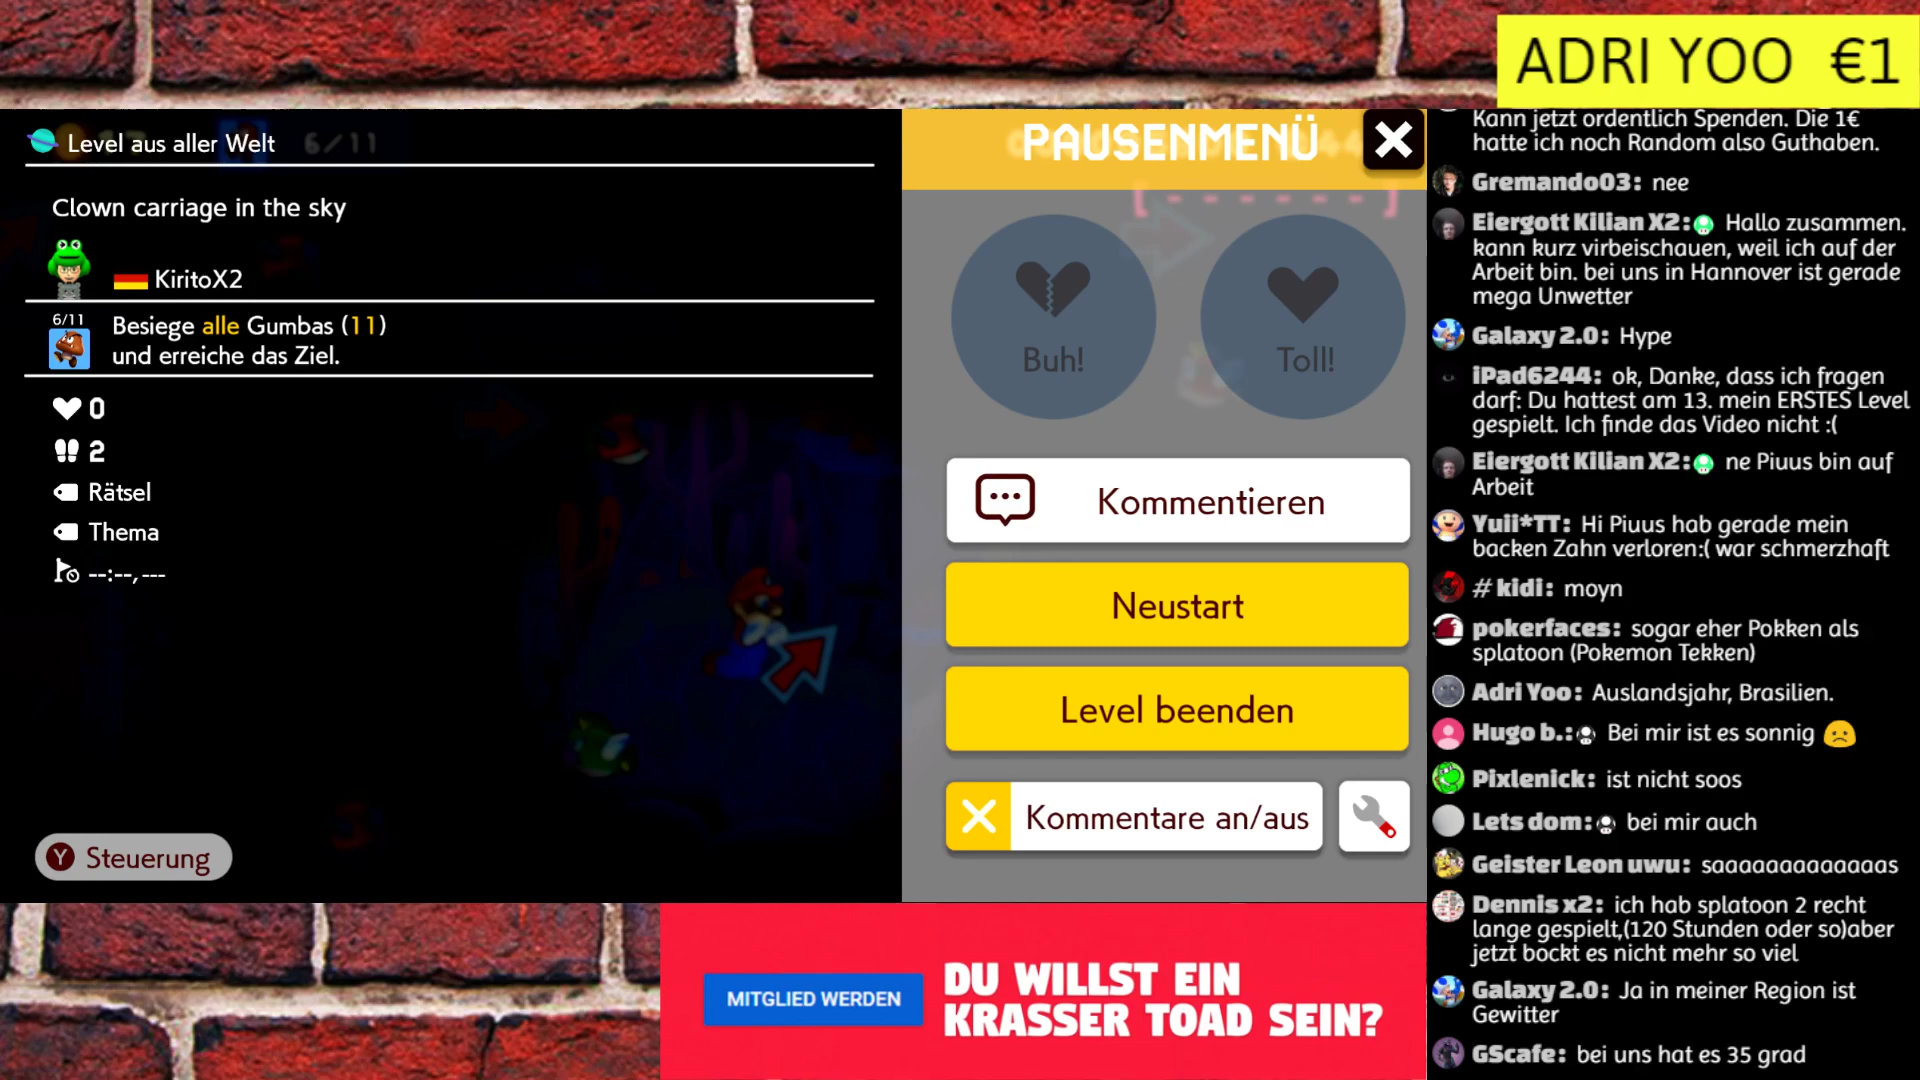 ADRI YOO €1
Level aus aller Welt
6/11
Clown carriage in the sky
KiritoX2
6/11
Besiege alle Gumbas (11)
und erreiche das Ziel.
0
2
Rätsel
Thema
--:--,---
Y Steuerung
PAUSENMENÜ
Buh!
Toll!
Kommentieren
Neustart
Level beenden
Kommentare an/aus
MITGLIED WERDEN
DU WILLST EIN
KRASSER TOAD SEIN?
Kann jetzt ordentlich Spenden. Die 1€
hatte ich noch Random also Guthaben.
Gremando03: nee
Eiergott Kilian X2: Hallo zusammen.
kann kurz virbeischauen, weil ich auf der
Arbeit bin. bei uns in Hannover ist gerade
mega Unwetter
Galaxy 2.0: Hype
iPad6244: ok, Danke, dass ich fragen
darf: Du hattest am 13. mein ERSTES Level
gespielt. Ich finde das Video nicht :(
Eiergott Kilian X2: ne Piuus bin auf
Arbeit
Yuii*TT: Hi Piuus hab gerade mein
backen Zahn verloren:( war schmerzhaft
# kidi: moyn
pokerfaces: sogar eher Pokken als
splatoon (Pokemon Tekken)
Adri Yoo: Auslandsjahr, Brasilien.
Hugo b.: Bei mir ist es sonnig
Pixlenick: ist nicht soos
Lets dom: bei mir auch
Geister Leon uwu: saaaaaaaaaaaaas
Dennis x2: ich hab splatoon 2 recht
lange gespielt,(120 Stunden oder so)aber
jetzt bockt es nicht mehr so viel
Galaxy 2.0: Ja in meiner Region ist
Gewitter
GScafe: bei uns hat es 35 grad